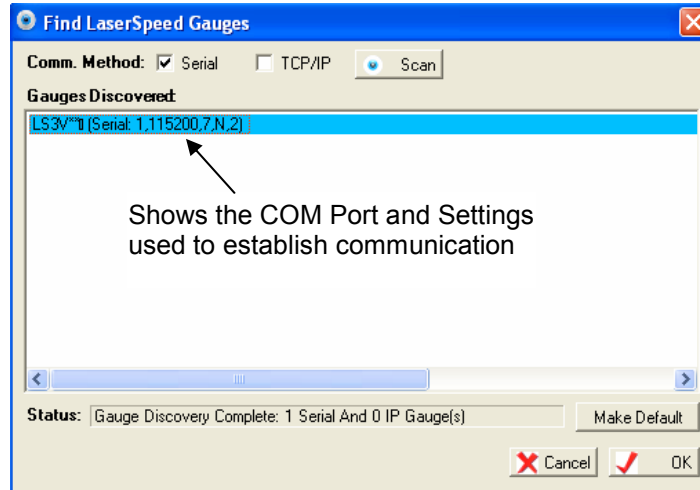 Find LaserSpeed Gauges
Comm. Method: Serial TCP/IP Scan
Gauges Discovered:
(Serial: 1,115200,7,N,2)
Shows the COM Port and Settings
used to establish communication
Status: Gauge Discovery Complete: 1 Serial And 0 IP Gauge(s) Make Default
Cancel OK